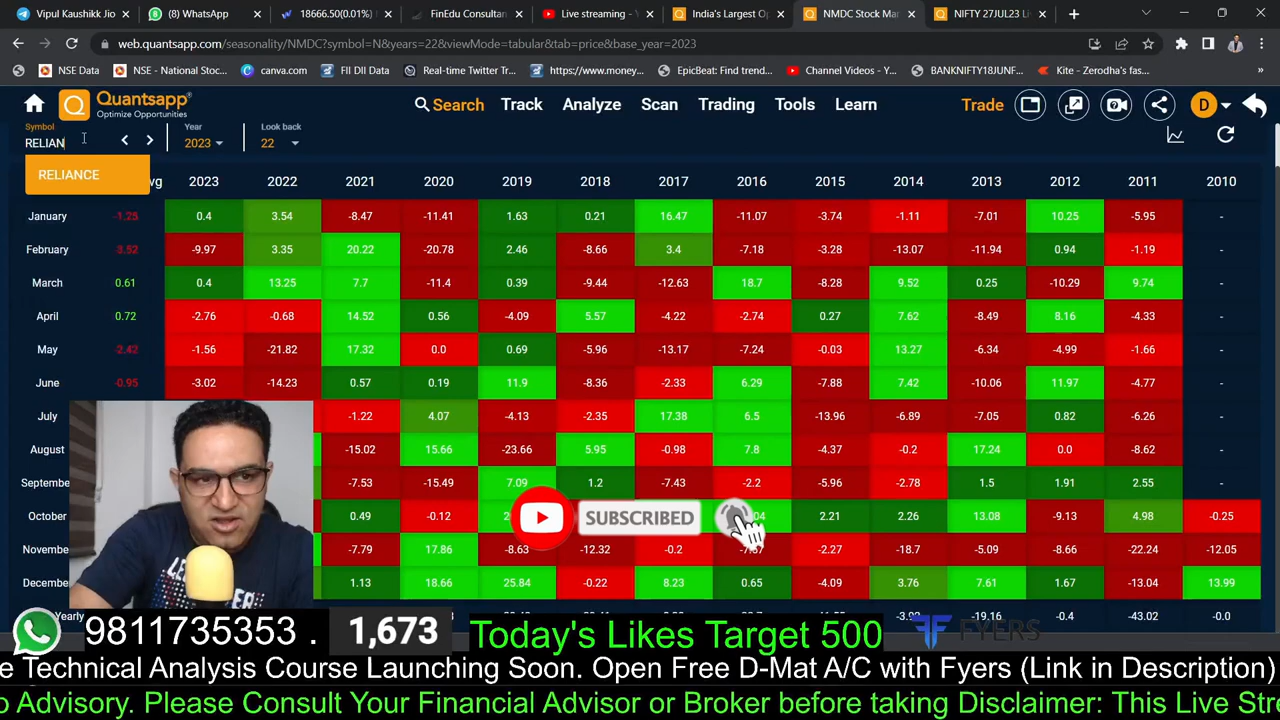 Vipul Kaushikk Jio
(8) WhatsApp
18666.50(0.01%)
FinEdu Consultan
Live streaming - Y
India's Largest Op
NMDC Stock Mar
NIFTY 27JUL23 Li
web.quantsapp.com/seasonality/NMDC?symbol=N&years=22&viewMode=tabular&tab=price&base_year=2023
NSE Data NSE - National Stoc... canva.com FII DII Data Real-time Twitter Tr... https://www.money... EpicBeat: Find trend... Channel Videos - Y... BANKNIFTY18JUNF... Kite - Zerodha's fas...
Quantsapp
Optimize Opportunities
Search Track Analyze Scan Trading Tools Learn Trade D
Symbol Year Look back
RELIAN 2023 22
RELIANCE
vg 2023 2022 2021 2020 2019 2018 2017 2016 2015 2014 2013 2012 2011 2010
January -1.25 0.4 3.54 -8.47 -11.41 1.63 0.21 16.47 -11.07 -3.74 -1.11 -7.01 10.25 -5.95 -
February -3.52 -9.97 3.35 20.22 -20.78 2.46 -8.66 3.4 -7.18 -3.28 -13.07 -11.94 0.94 -1.19 -
March 0.61 0.4 13.25 7.7 -11.4 0.39 -9.44 -12.63 18.7 -8.28 9.52 0.25 -10.29 9.74 -
April 0.72 -2.76 -0.68 14.52 0.56 -4.09 5.57 -4.22 -2.74 0.27 7.62 -8.49 8.16 -4.33 -
May -2.42 -1.56 -21.82 17.32 0.0 0.69 -5.96 -13.17 -7.24 -0.03 13.27 -6.34 -4.99 -1.66 -
June -0.95 -3.02 -14.23 0.57 0.19 11.9 -8.36 -2.33 6.29 -7.88 7.42 -10.06 11.97 -4.77 -
July -1.22 4.07 -4.13 -2.35 17.38 6.5 -13.96 -6.89 -7.05 0.82 -6.26 -
August -15.02 15.66 -23.66 5.95 -0.98 7.8 -4.37 -0.2 17.24 0.0 -8.62 -
Septembe -7.53 -15.49 7.09 1.2 -7.43 -2.2 -5.96 -2.78 1.5 1.91 2.55 -
October 0.49 -0.12 04 2.21 2.26 13.08 -9.13 4.98 -0.25
Novembe -7.79 17.86 -8.63 -12.32 -0.2 -2.27 -18.7 -5.09 -8.66 -22.24 -12.05
Decembe 1.13 18.66 25.84 -0.22 8.23 0.65 -4.09 3.76 7.61 1.67 -13.04 13.99
Yearly -19.16 -0.4 -43.02 -0.0
SUBSCRIBED
9811735353 . 1,673 Today's Likes Target 500 FYERS
e Technical Analysis Course Launching Soon. Open Free D-Mat A/C with Fyers (Link in Description)
o Advisory. Please Consult Your Financial Advisor or Broker before taking Disclaimer: This Live Stre